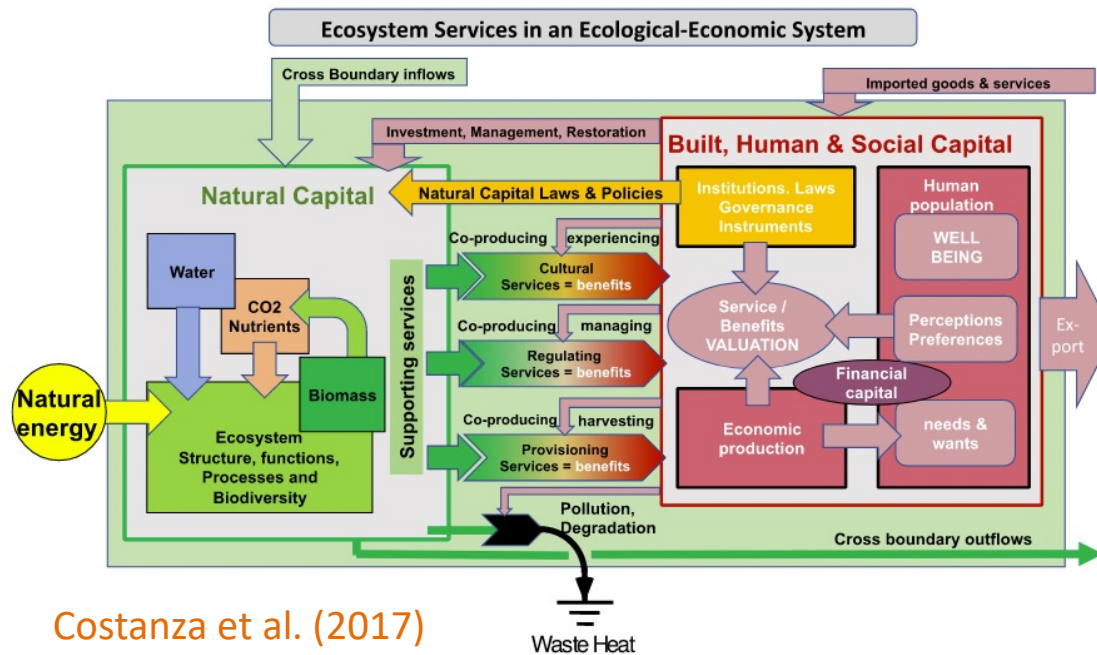 Ecosystem Services in an Ecological-Economic System
Cross Boundary inflows
Imported goods & services
Investment, Management, Restoration
Built, Human & Social Capital
Natural Capital
Natural Capital Laws & Policies
Institutions. Laws
Governance
Instruments
Human
population
WELL
BEING
Water
CO2
Nutrients
Biomass
Natural
energy
Ecosystem
Structure, functions,
Processes and
Biodiversity
Supporting services
Co-producing experiencing
Cultural
Services = benefits
Co-producing managing
Regulating
Services = benefits
Co-producing harvesting
Provisioning
Services = benefits
Service /
Benefits
VALUATION
Perceptions
Preferences
Financial
capital
Economic
production
needs &
wants
Ex-
port
Pollution,
Degradation
Cross boundary outflows
Waste Heat
Costanza et al. (2017)